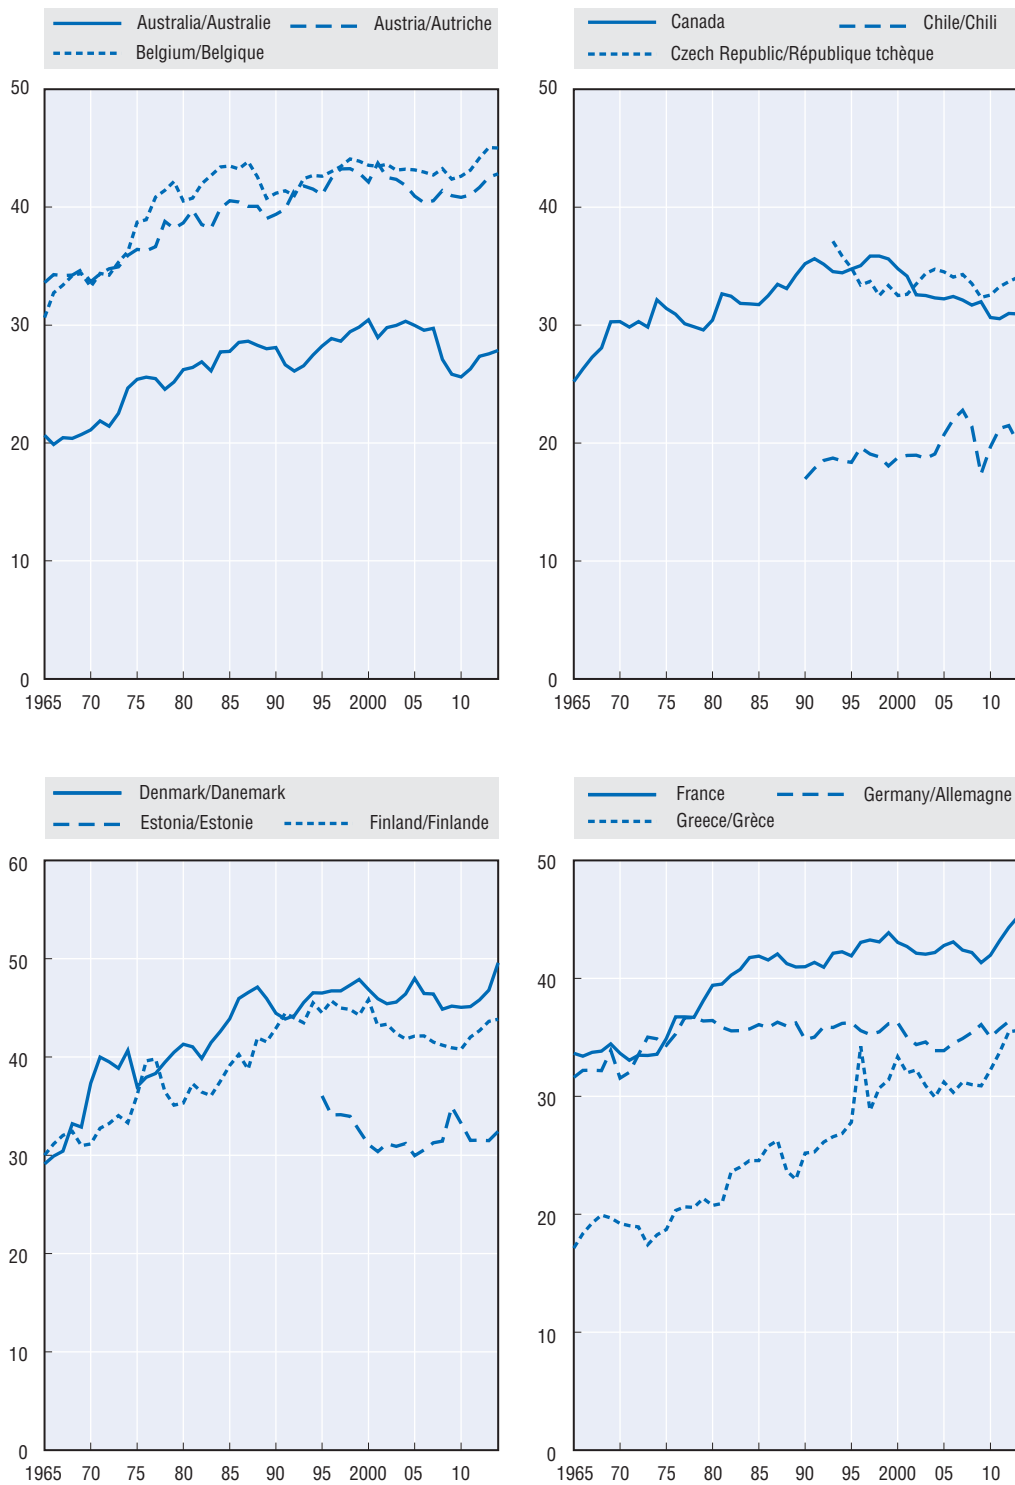 Australia/Australie Austria/Autriche
Belgium/Belgique
50
40
30
20
10
0
1965 70 75 80 85 90 95 2000 05 10
Canada Chile/Chili
Czech Republic/République tchèque
50
40
30
20
10
0
1965 70 75 80 85 90 95 2000 05 10
Denmark/Danemark
Estonia/Estonie Finland/Finlande
60
50
40
30
20
10
0
1965 70 75 80 85 90 95 2000 05 10
France Germany/Allemagne
Greece/Grèce
50
40
30
20
10
0
1965 70 75 80 85 90 95 2000 05 10